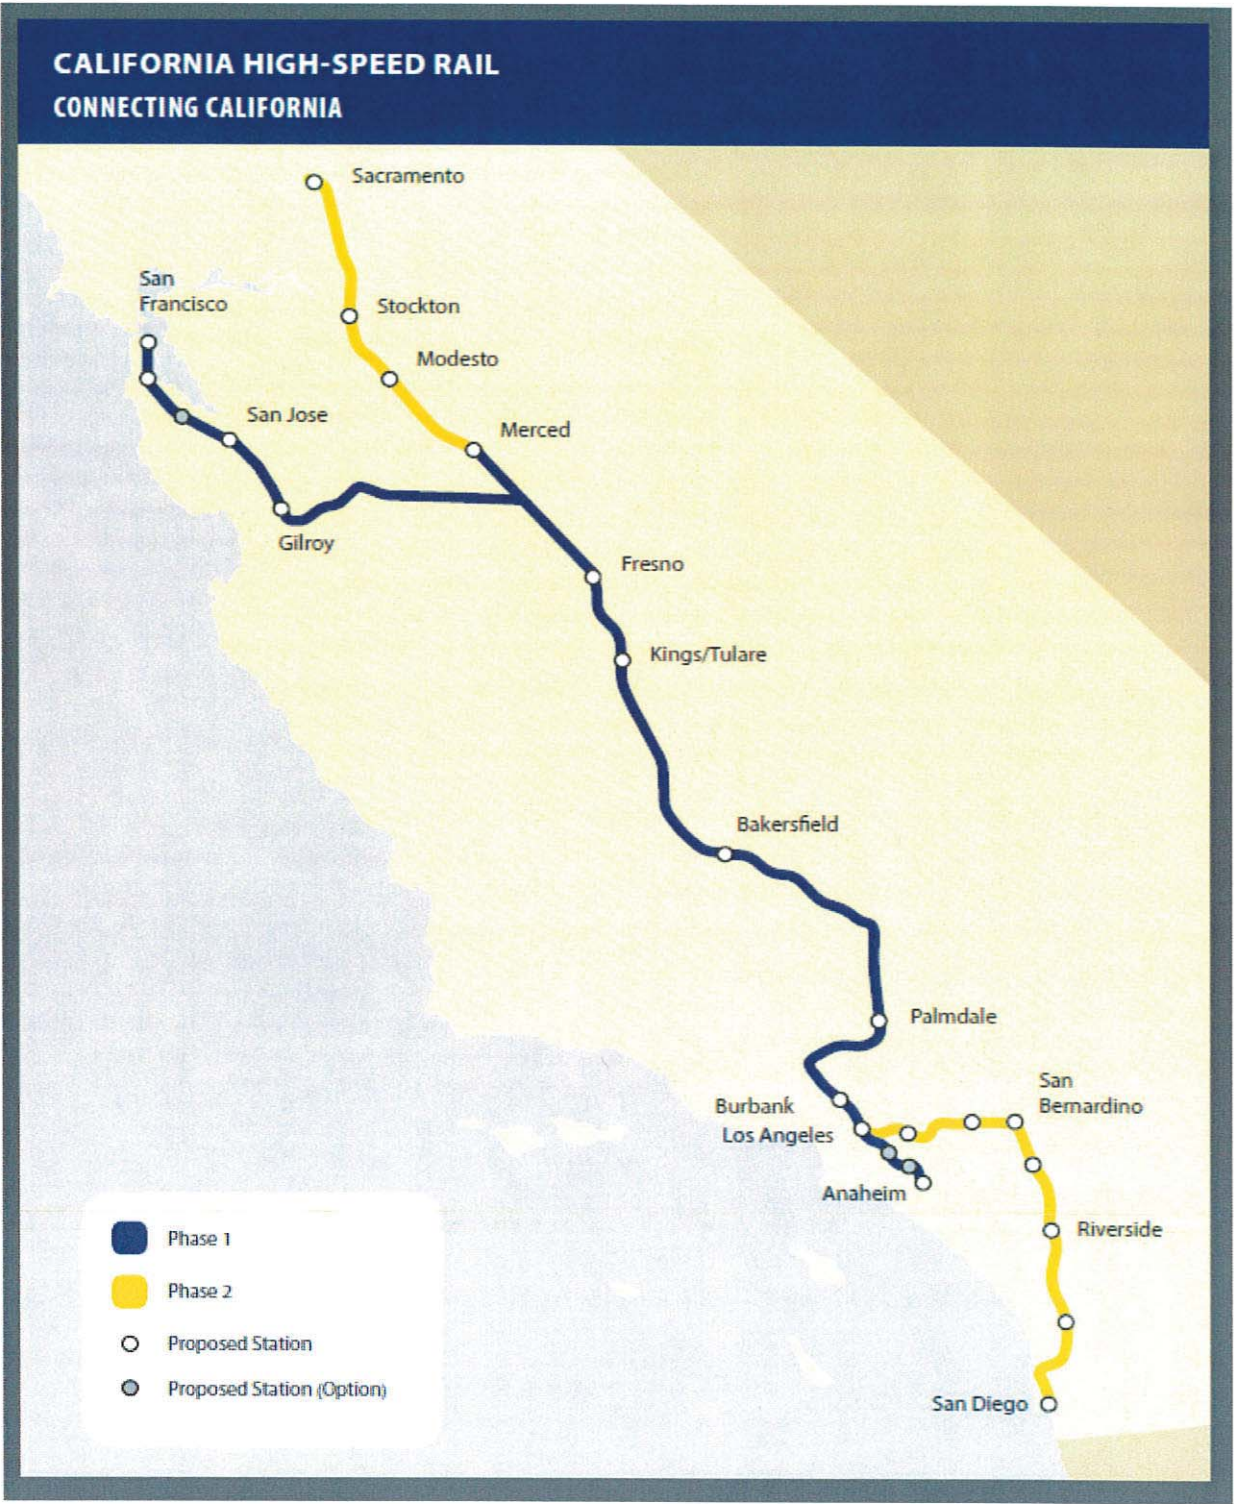 CALIFORNIA HIGH-SPEED RAIL
CONNECTING CALIFORNIA
Sacramento
San
Francisco
Stockton
Modesto
San Jose
Merced
Gilroy
Fresno
Kings/Tulare
Bakersfield
Palmdale
San
Bernardino
Burbank
Los Angeles
Anaheim
Riverside
San Diego
Phase 1
Phase 2
Proposed Station
Proposed Station (Option)